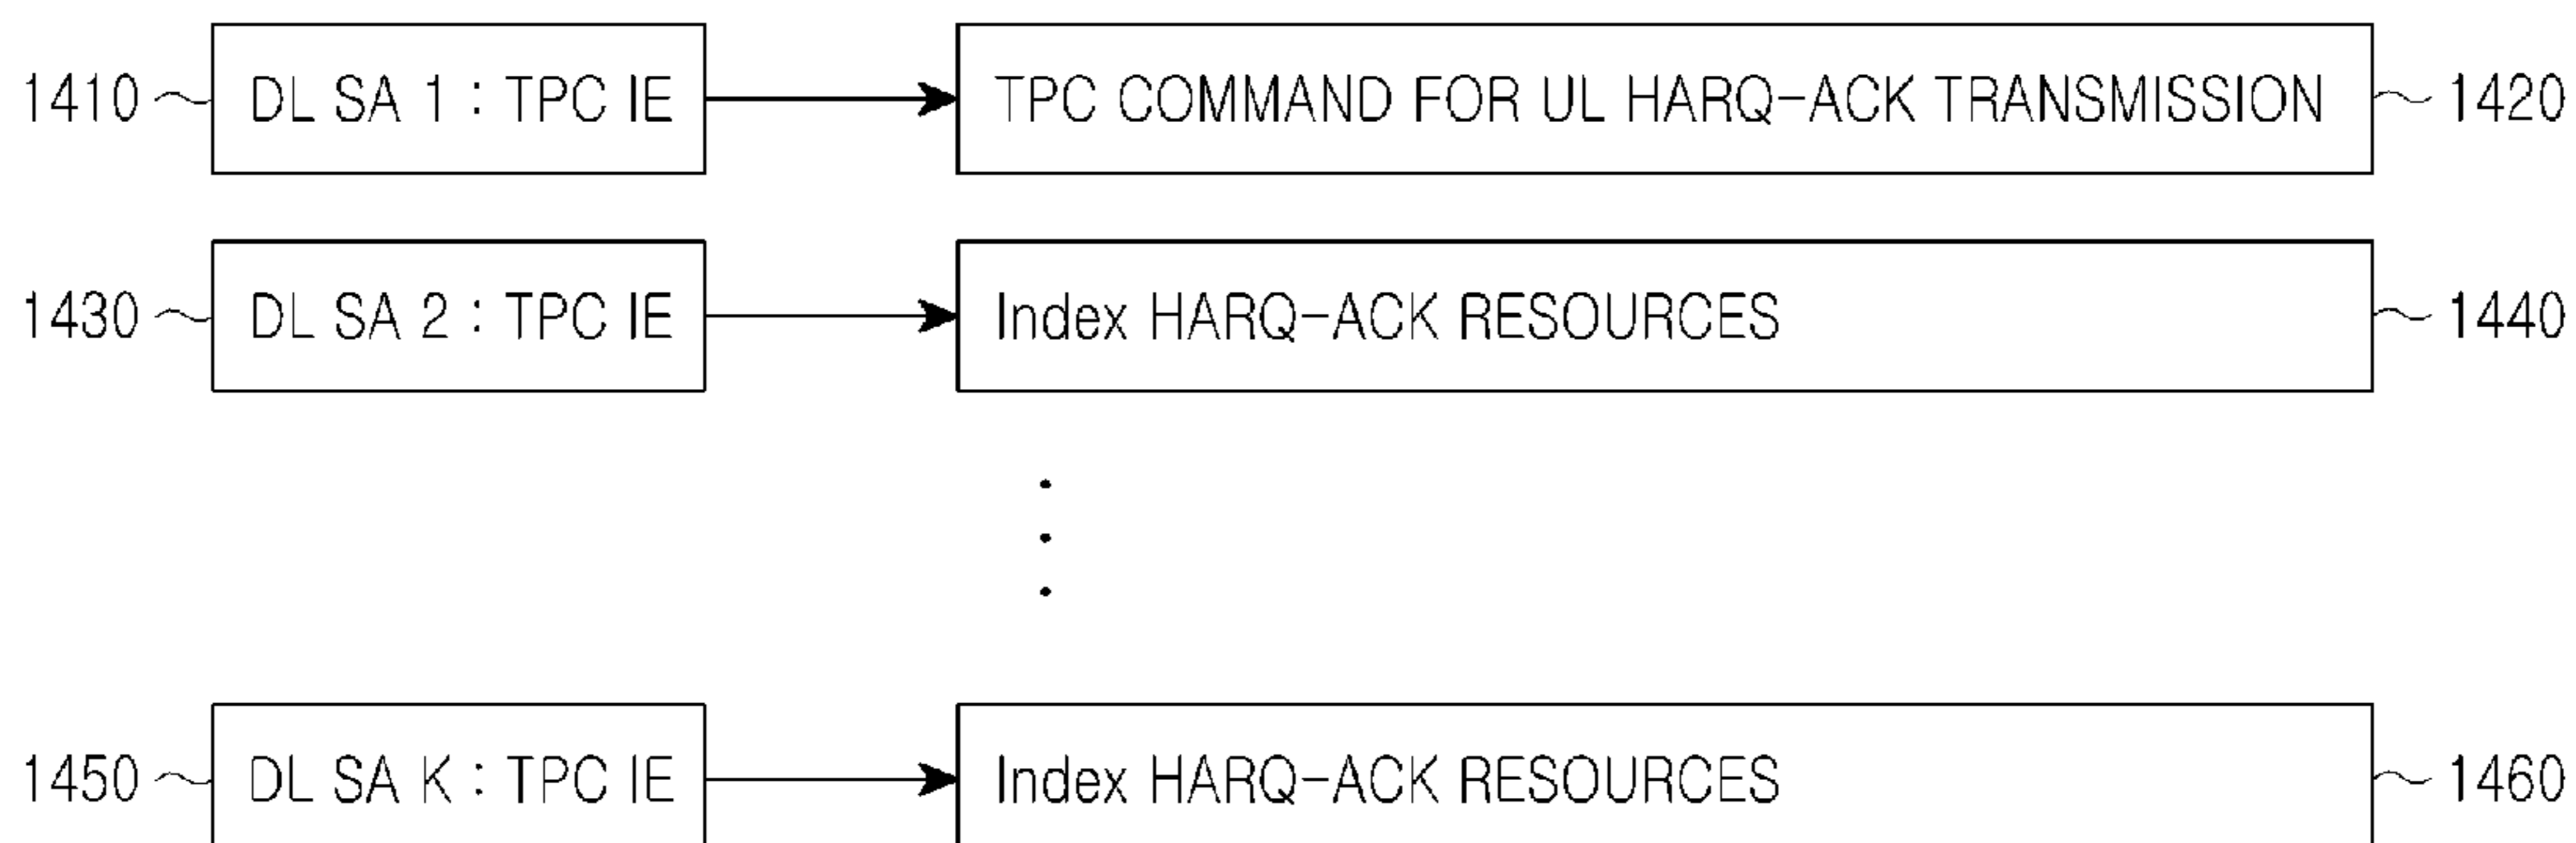 1410 DL SA 1 : TPC IE TPC COMMAND FOR UL HARQ-ACK TRANSMISSION 1420
1430 DL SA 2 : TPC IE Index HARQ-ACK RESOURCES 1440
1450 DL SA K : TPC IE Index HARQ-ACK RESOURCES 1460